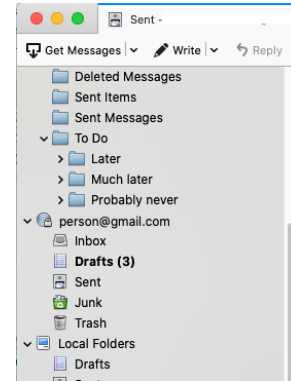 Sent -
Get Messages Write Reply
Deleted Messages
Sent Items
Sent Messages
To Do
Later
Much later
Probably never
person@gmail.com
Inbox
Drafts (3)
Sent
Junk
Trash
Local Folders
Drafts